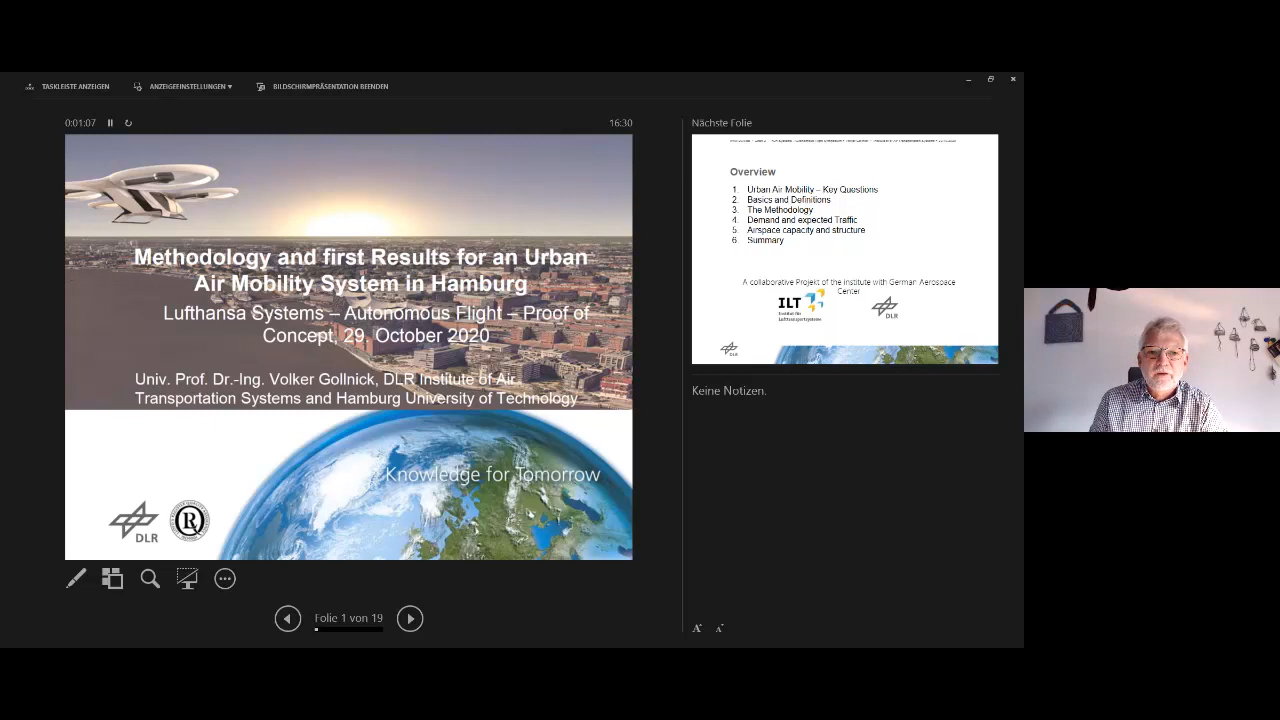 TASKLEISTE ANZEIGEN
ANZEIGEEINSTELLUNGEN ▾
BILDSCHIRMPRÄSENTATION BEENDEN
0:01:07
16:30
Methodology and first Results for an Urban
Air Mobility System in Hamburg
Lufthansa Systems – Autonomous Flight – Proof of
Concept, 29. October 2020
Univ. Prof. Dr.-Ing. Volker Gollnick, DLR Institute of Air
Transportation Systems and Hamburg University of Technology
Knowledge for Tomorrow
DLR
R
Folie 1 von 19
Nächste Folie
Overview
1. Urban Air Mobility – Key Questions
2. Basics and Definitions
3. The Methodology
4. Demand and expected Traffic
5. Airspace capacity and structure
6. Summary
A collaborative Projekt of the institute with German Aerospace
Center
ILT
Institut für
Lufttransportsysteme
DLR
DLR
Keine Notizen.
A A